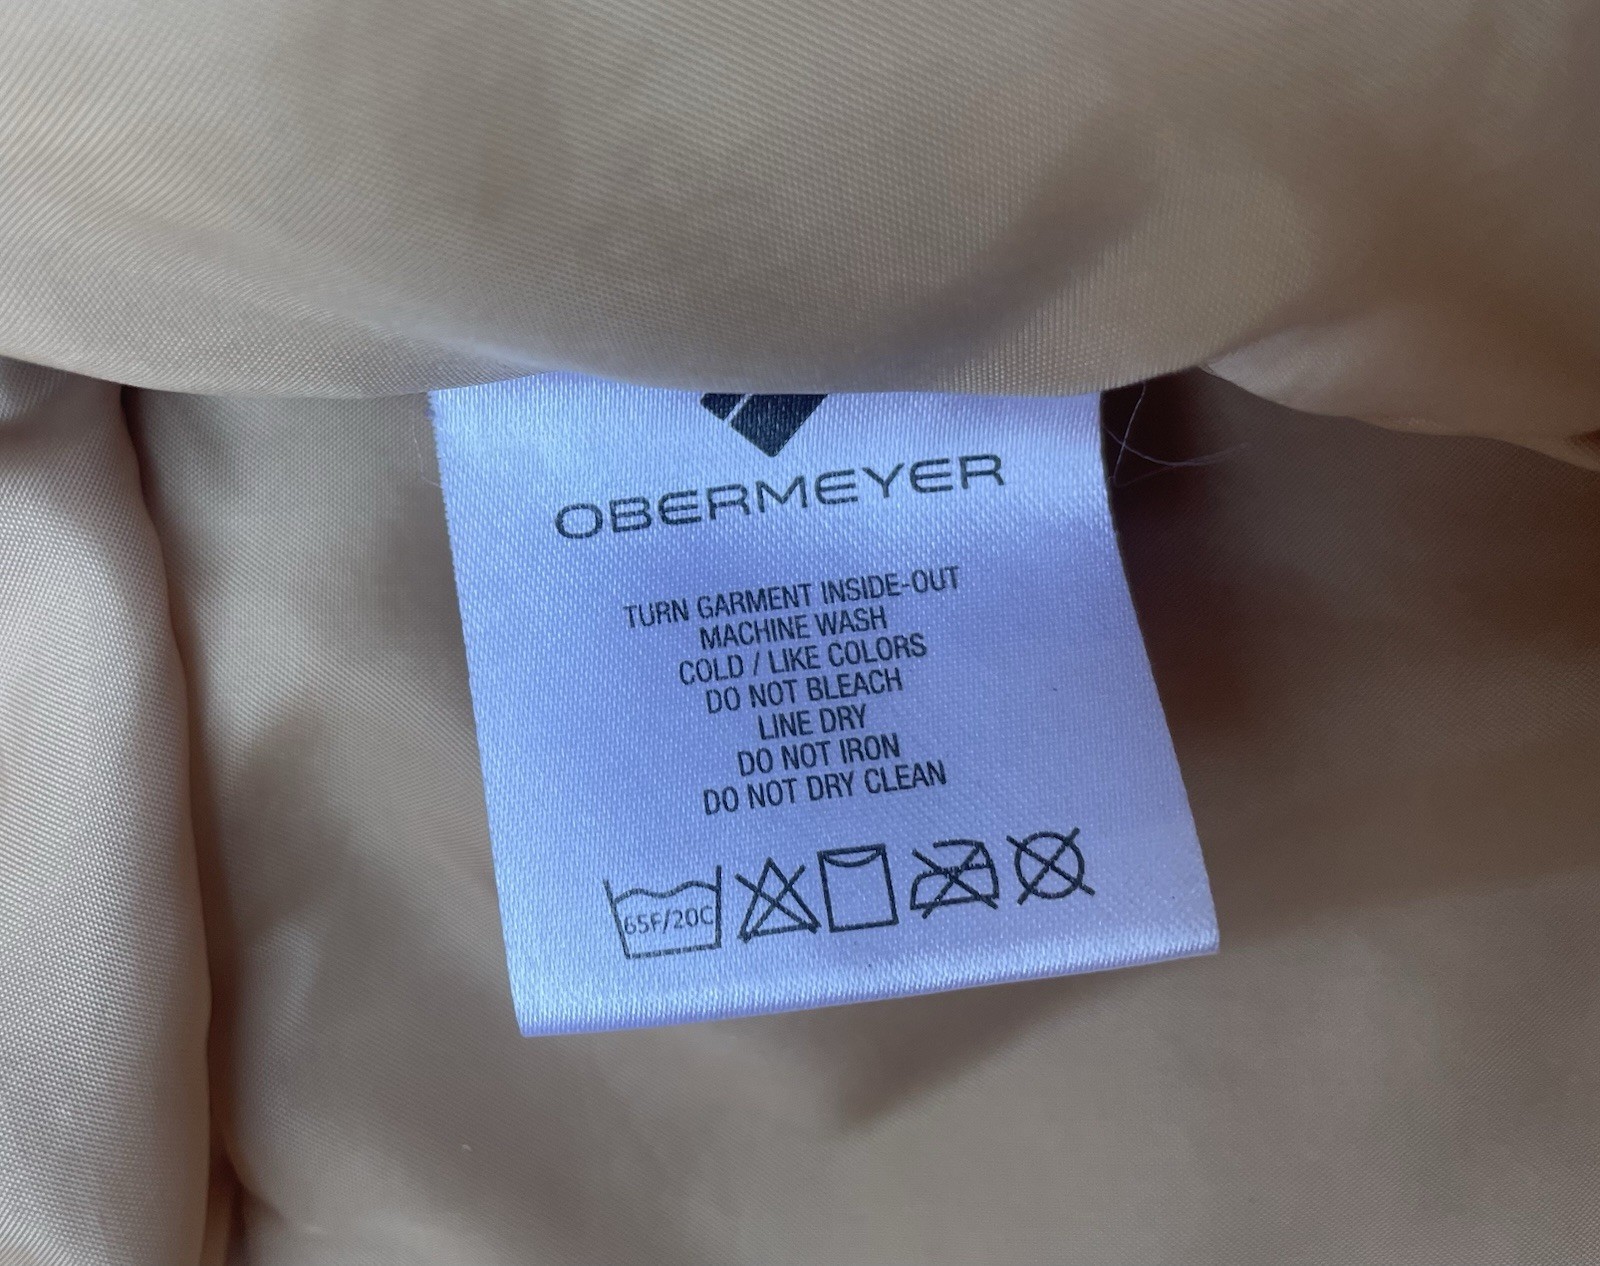 OBERMEYER
TURN GARMENT INSIDE-OUT
MACHINE WASH
COLD / LIKE COLORS
DO NOT BLEACH
LINE DRY
DO NOT IRON
DO NOT DRY CLEAN
65F/20C